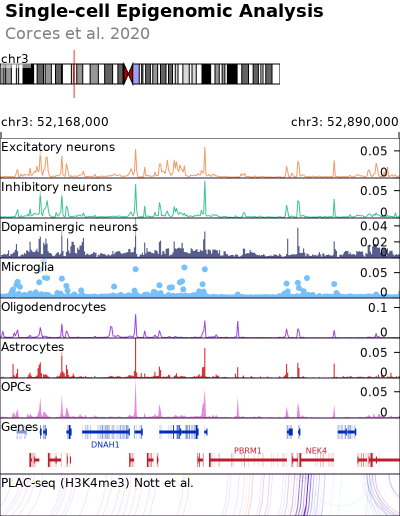 Single-cell Epigenomic Analysis
Corces et al. 2020
chr3
chr3: 52,168,000 chr3: 52,890,000
Excitatory neurons 0.05
0
Inhibitory neurons 0.05
0
Dopaminergic neurons 0.04
0.02
0
Microglia 0.05
0
Oligodendrocytes 0.1
0
Astrocytes 0.05
0
OPCs 0.05
0
Genes
DNAH1
PBRM1 NEK4
PLAC-seq (H3K4me3) Nott et al.